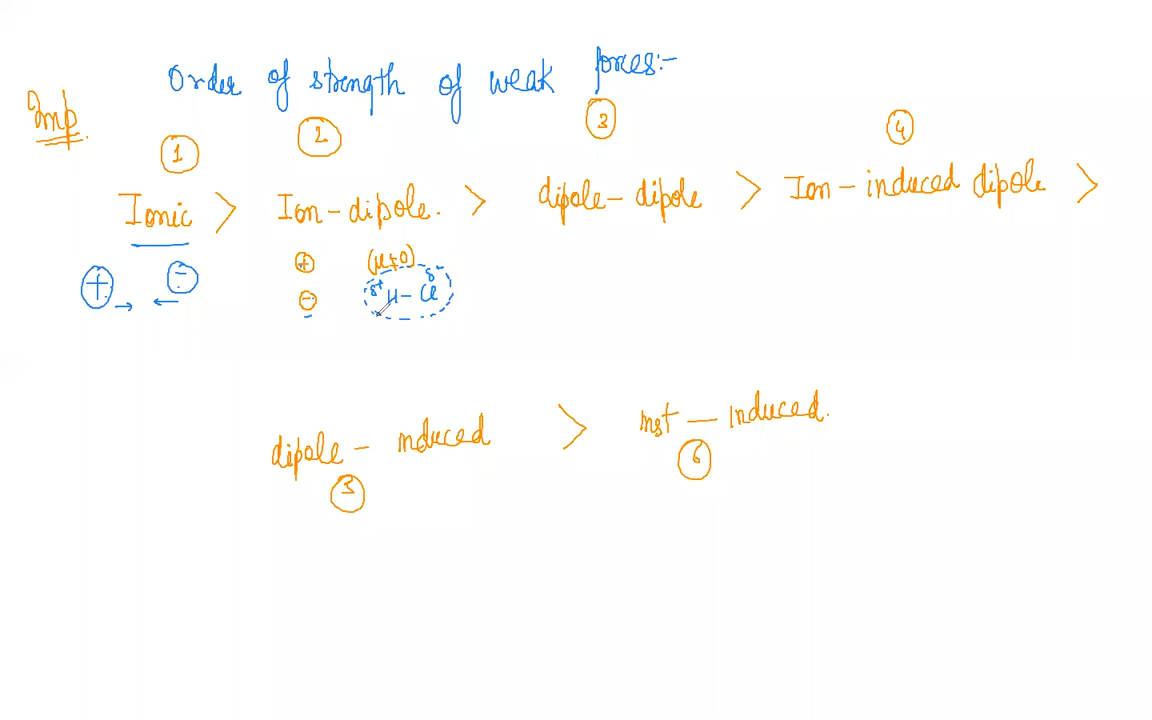 Order of strength of weak forces:-
Imp.
1 2 3 4
Ionic > Ion-dipole. > dipole-dipole > Ion-induced dipole >
+ - + (μ≠0)
- δ+ H-Cl δ-
dipole- induced > inst-induced.
5 6